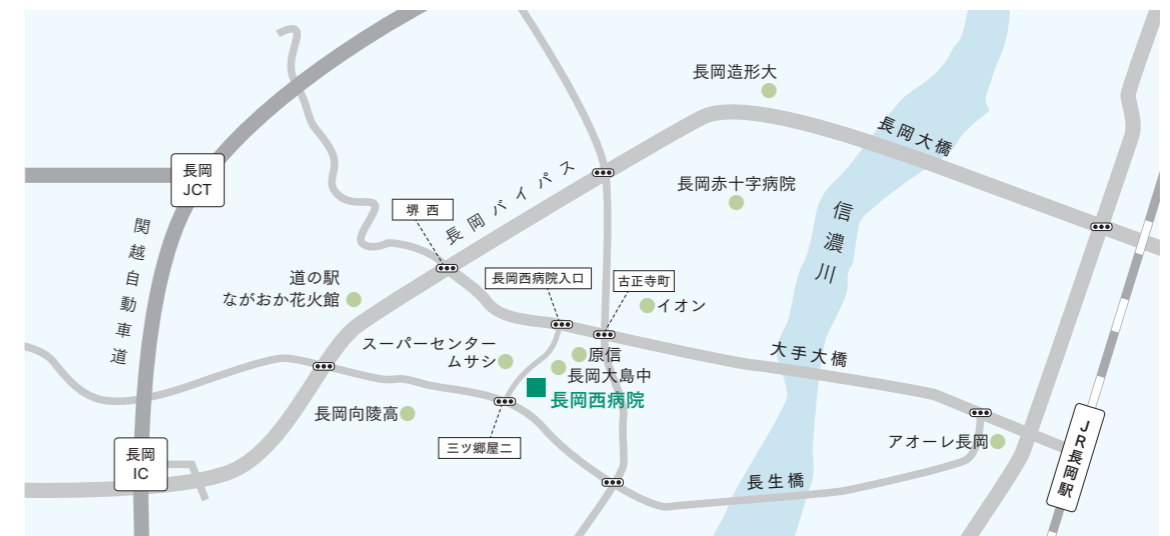 長岡造形大
長岡大橋
長岡
JCT
長岡バイパス
長岡赤十字病院
堺西
信濃川
関越自動車道
道の駅
ながおか花火館
長岡西病院入口
古正寺町
イオン
スーパーセンター
ムサシ
原信
長岡大島中
大手大橋
長岡西病院
長岡向陵高
三ツ郷屋二
アオーレ長岡
JR長岡駅
長岡
IC
長生橋